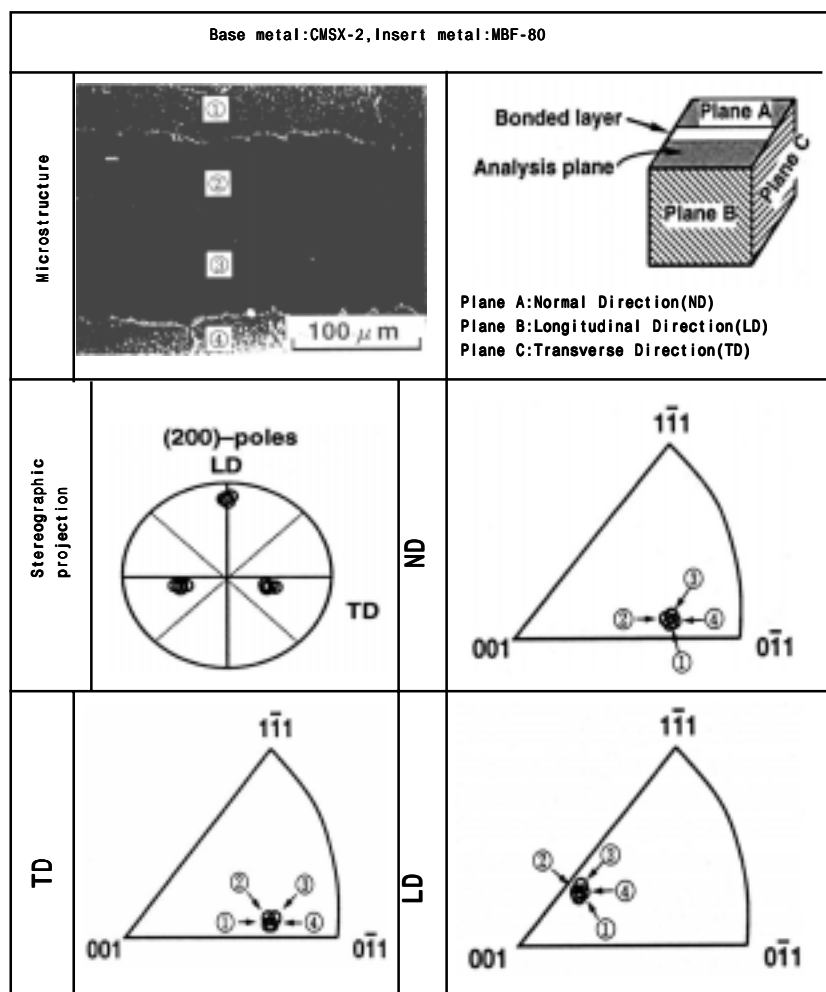 Base metal:CMSX-2,Insert metal:MBF-80
Microstructure
①
②
③
④
100 μm
Bonded layer
Analysis plane
Plane A
Plane B
Plane C
Plane A:Normal Direction(ND)
Plane B:Longitudinal Direction(LD)
Plane C:Transverse Direction(TD)
Stereographic
projection
(200)-poles
LD
TD
ND
11̄1
③
②
④
①
001
01̄1
TD
11̄1
②
③
①
④
001
01̄1
LD
11̄1
②
③
④
①
001
01̄1